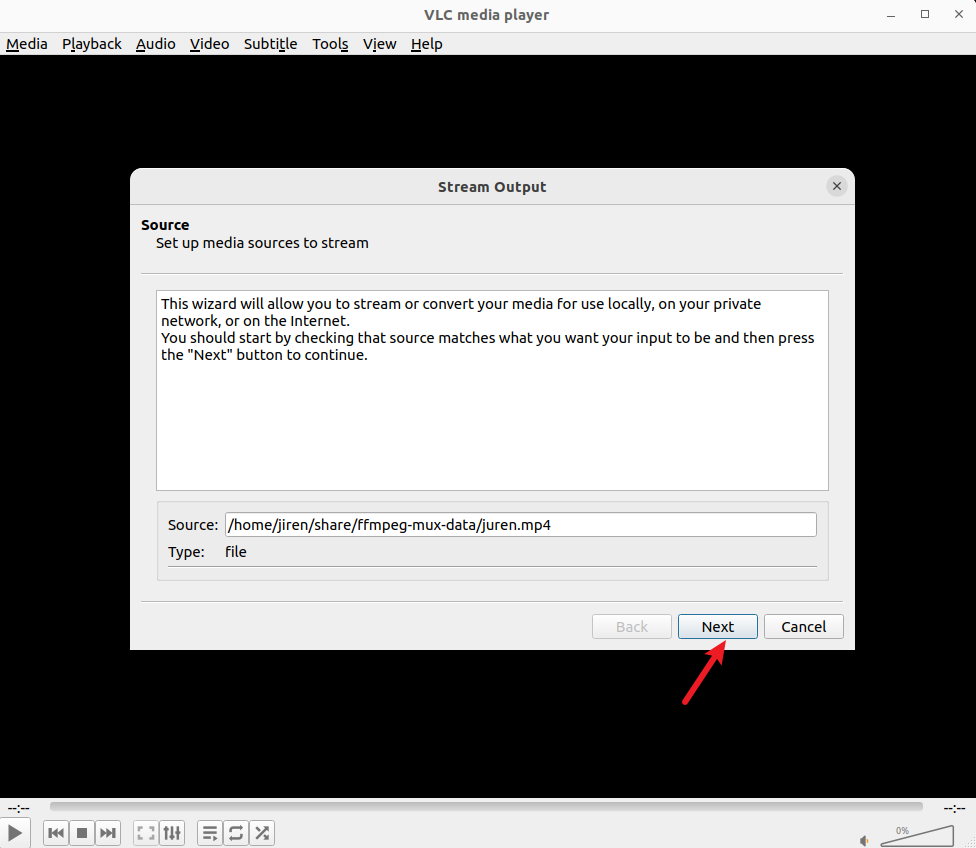 VLC media player
Media Playback Audio Video Subtitle Tools View Help
Stream Output
Source
Set up media sources to stream
This wizard will allow you to stream or convert your media for use locally, on your private
network, or on the Internet.
You should start by checking that source matches what you want your input to be and then press
the "Next" button to continue.
Source: /home/jiren/share/ffmpeg-mux-data/juren.mp4
Type: file
Back Next Cancel
--:-- --:--
0%